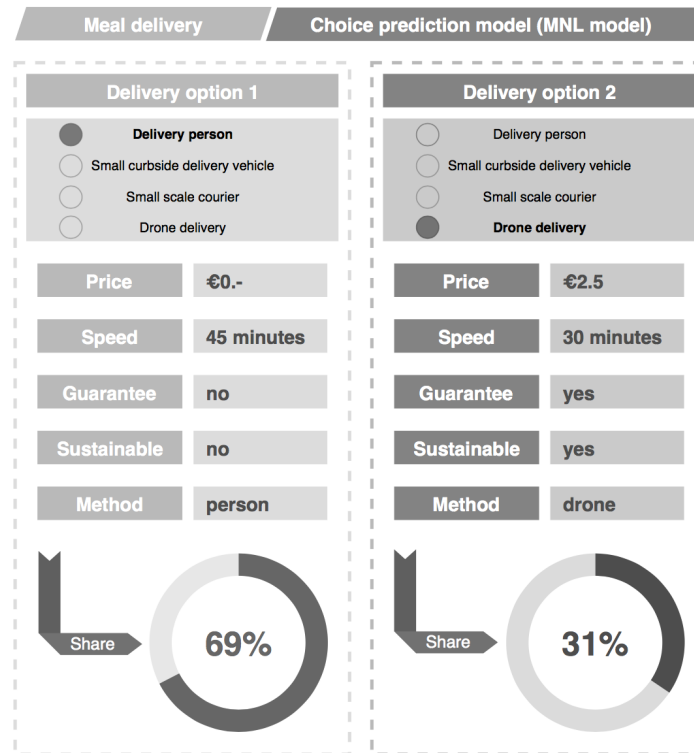 Meal delivery
Choice prediction model (MNL model)
Delivery option 1
Delivery person
Small curbside delivery vehicle
Small scale courier
Drone delivery
Price
€0.-
Speed
45 minutes
Guarantee
no
Sustainable
no
Method
person
Share
69%
Delivery option 2
Delivery person
Small curbside delivery vehicle
Small scale courier
Drone delivery
Price
€2.5
Speed
30 minutes
Guarantee
yes
Sustainable
yes
Method
drone
Share
31%